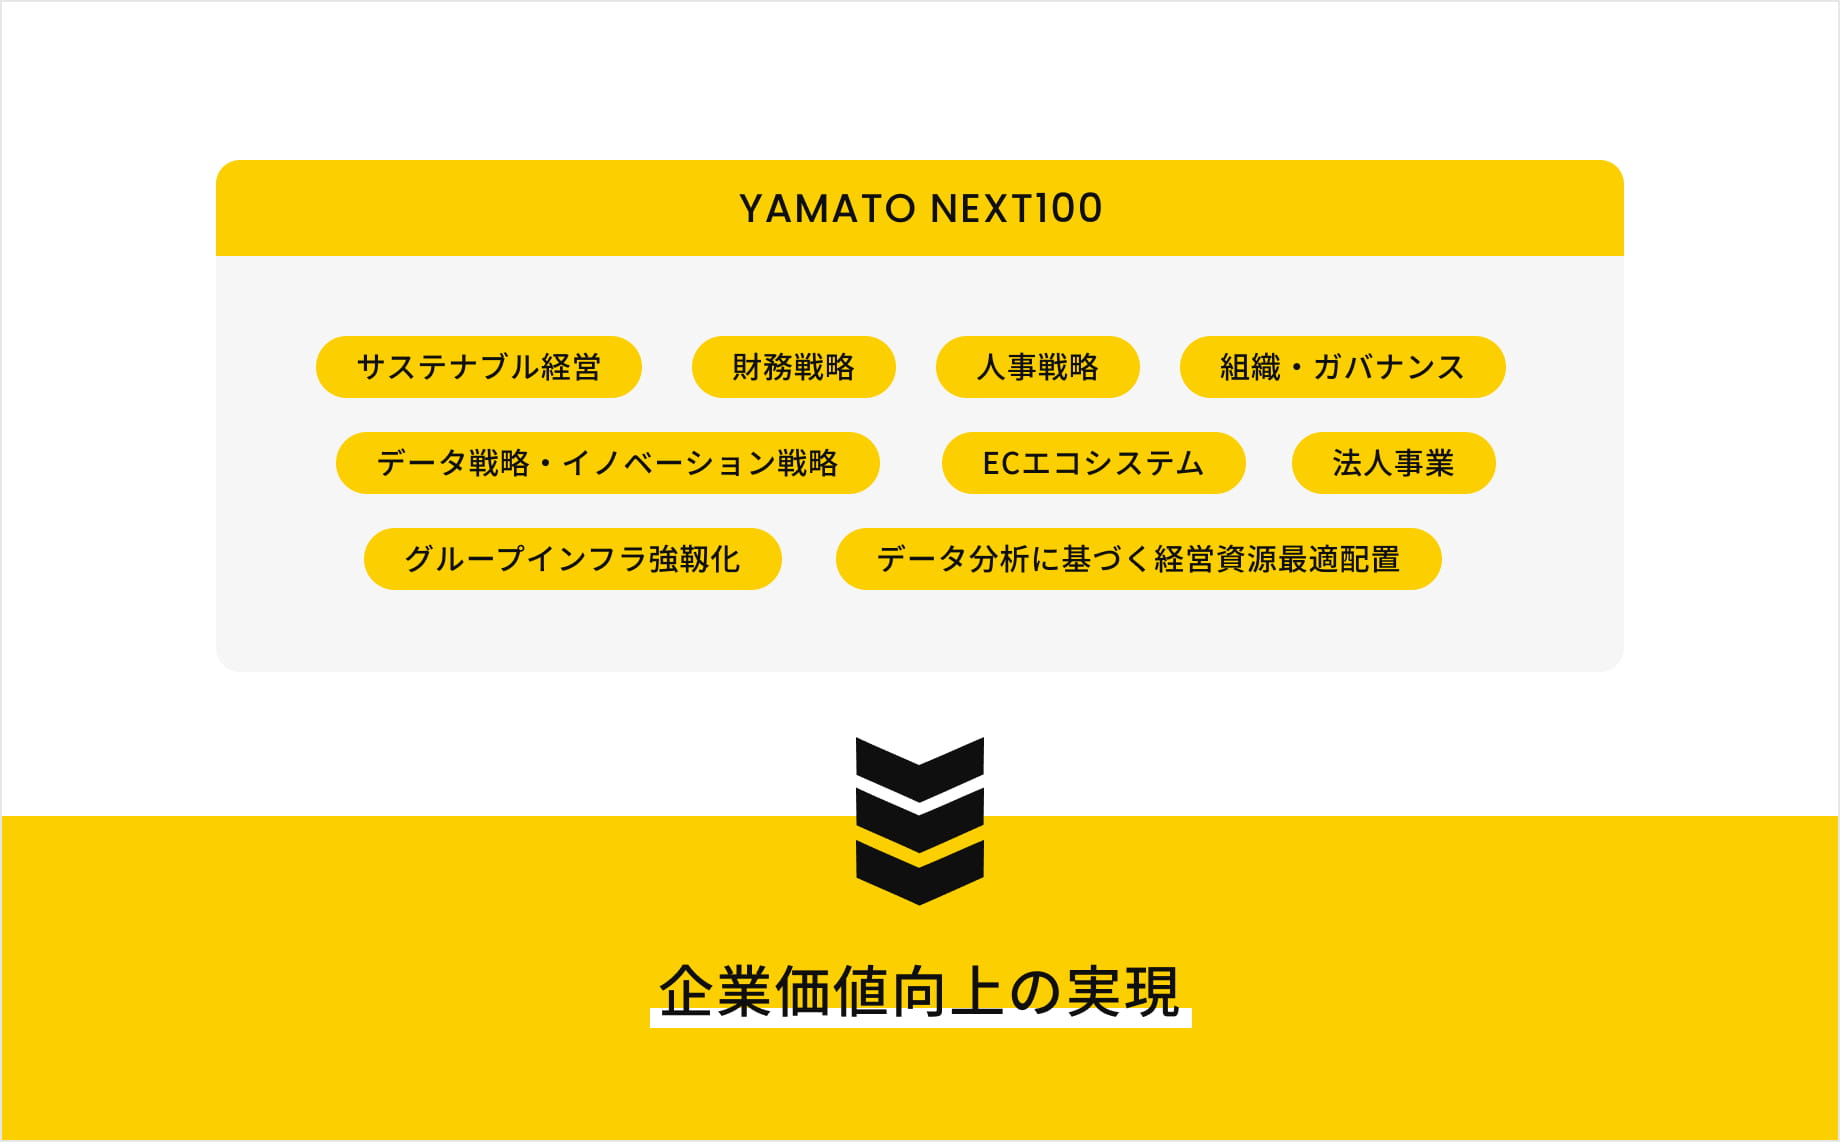 YAMATO NEXT100
サステナブル経営 財務戦略 人事戦略 組織・ガバナンス
データ戦略・イノベーション戦略 ECエコシステム 法人事業
グループインフラ強靱化 データ分析に基づく経営資源最適配置
企業価値向上の実現